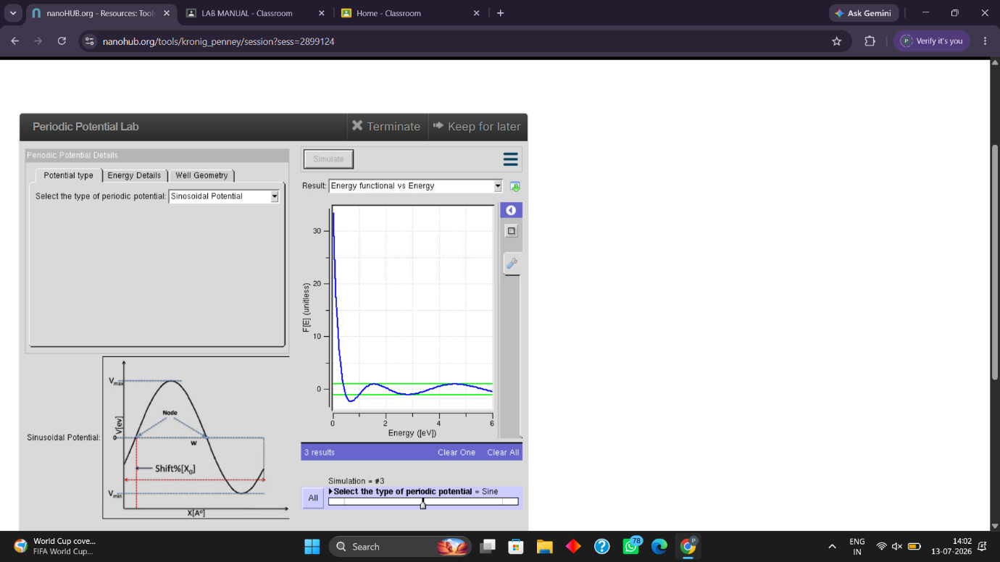 nanoHUB.org - Resources: Tools
LAB MANUAL - Classroom
Home - Classroom
Ask Gemini
nanohub.org/tools/kronig_penney/session?sess=2899124
P
Verify it's you
Periodic Potential Lab
Terminate
Keep for later
Periodic Potential Details
Potential type
Energy Details
Well Geometry
Select the type of periodic potential:
Sinosoidal Potential
Simulate
Result:
Energy functional vs Energy
30
20
10
0
F[E] (unitless)
0
2
4
6
Energy ([eV])
3 results
Clear One
Clear All
Simulation = #3
All
Select the type of periodic potential = Sine
Sinusoidal Potential:
Vmax
Node
V[ev]
0
W
Shift%[X0]
Vmin
X[A°]
World Cup cove...
FIFA World Cup...
Search
78
P
ENG
IN
14:02
13-07-2026